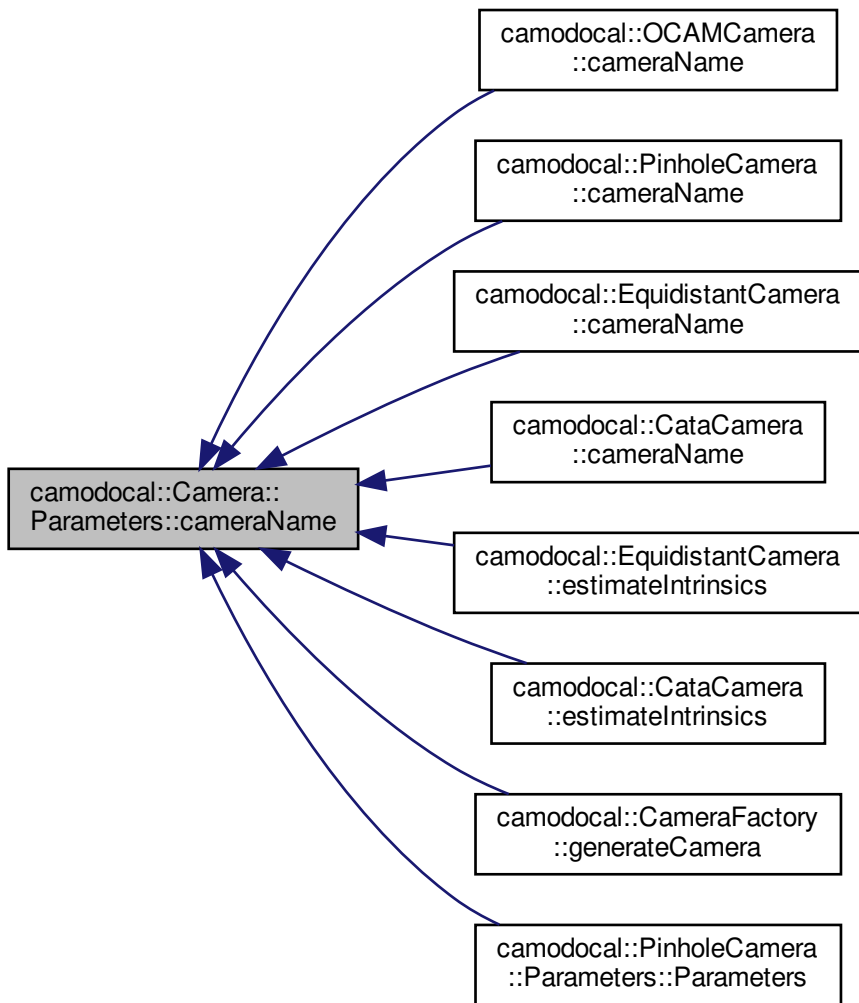 camodocal::OCAMCamera
::cameraName
camodocal::PinholeCamera
::cameraName
camodocal::EquidistantCamera
::cameraName
camodocal::CataCamera
::cameraName
camodocal::Camera::
Parameters::cameraName
camodocal::EquidistantCamera
::estimateIntrinsics
camodocal::CataCamera
::estimateIntrinsics
camodocal::CameraFactory
::generateCamera
camodocal::PinholeCamera
::Parameters::Parameters